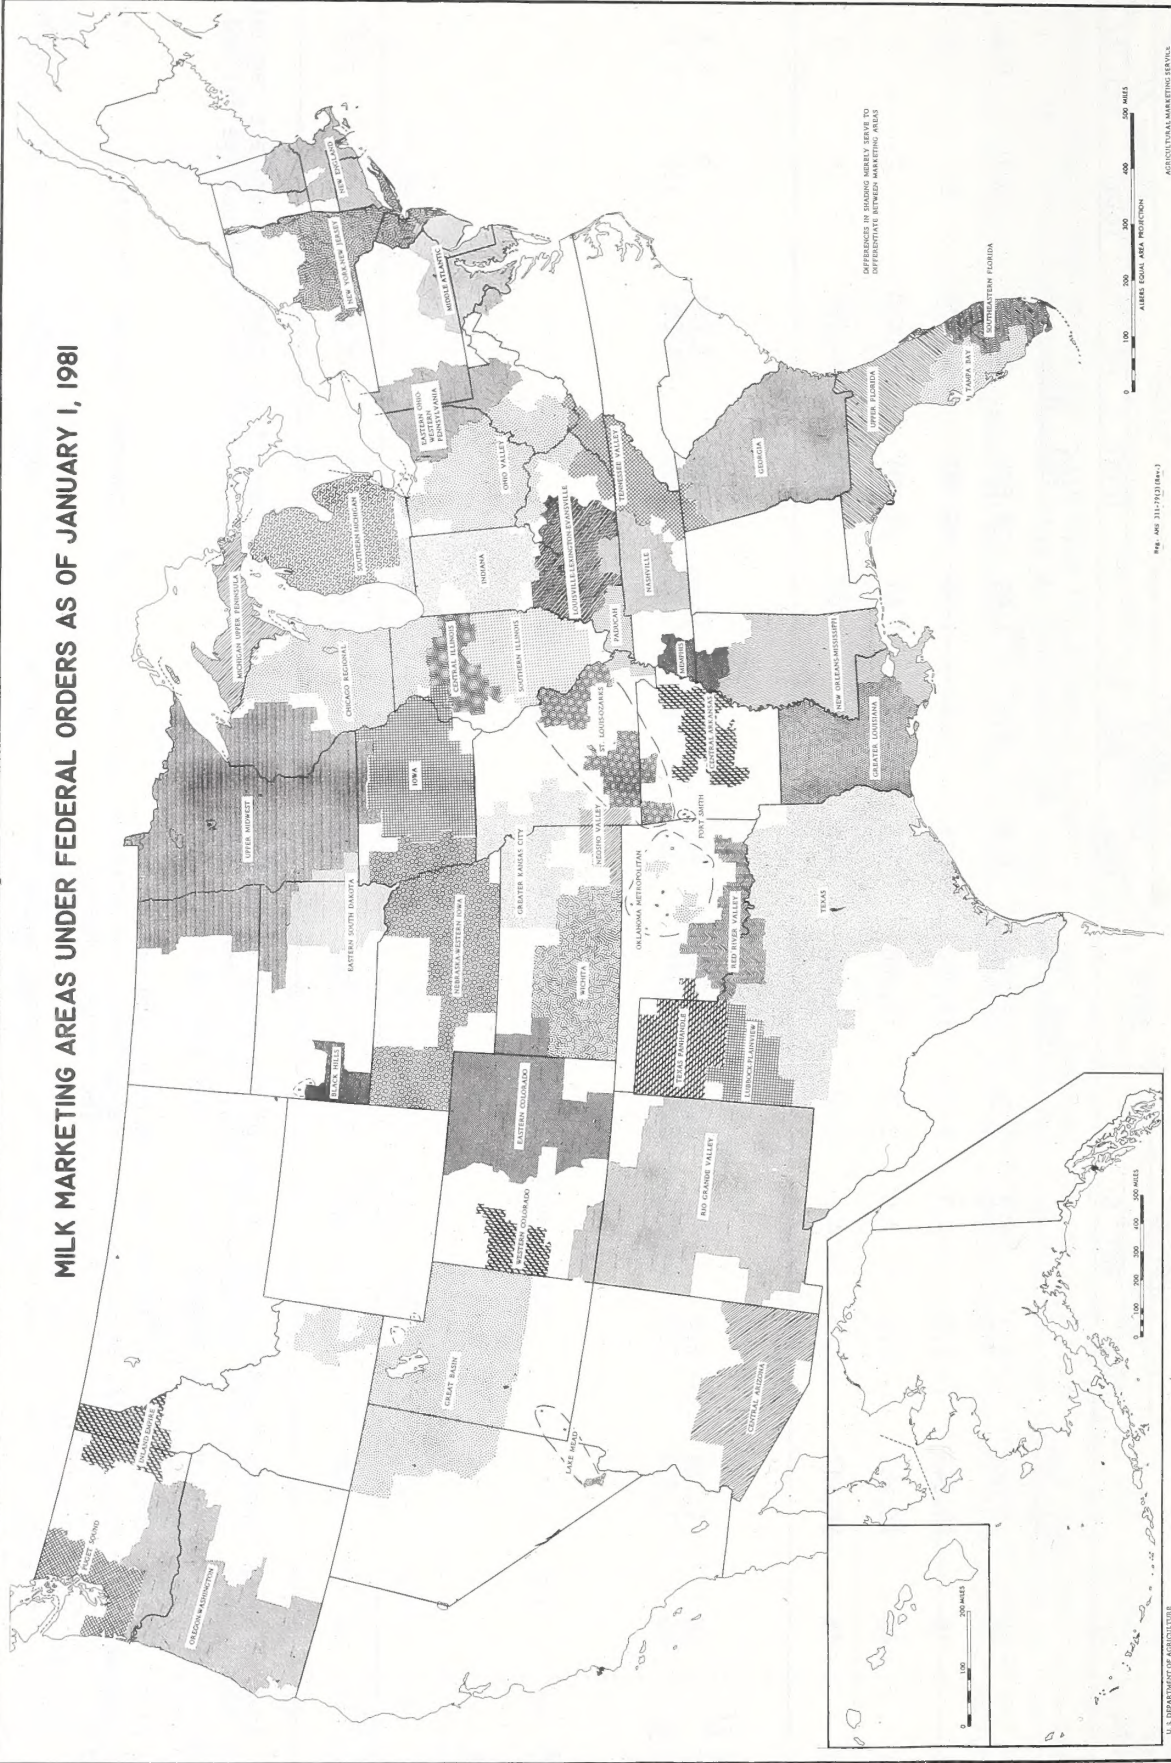 MILK MARKETING AREAS UNDER FEDERAL ORDERS AS OF JANUARY 1, 1981
PUGET SOUND
INLAND EMPIRE
OREGON-WASHINGTON
GREAT BASIN
LAKE MEAD
CENTRAL ARIZONA
WESTERN COLORADO
EASTERN COLORADO
RIO GRANDE VALLEY
BLACK HILLS
EASTERN SOUTH DAKOTA
UPPER MIDWEST
NEBRASKA-WESTERN IOWA
IOWA
WICHITA
GREATER KANSAS CITY
NEOSHO VALLEY
TEXAS PANHANDLE
LUBBOCK-PLAINVIEW
OKLAHOMA METROPOLITAN
RED RIVER VALLEY
FORT SMITH
TEXAS
MICHIGAN UPPER PENINSULA
CHICAGO REGIONAL
CENTRAL ILLINOIS
SOUTHERN ILLINOIS
ST. LOUIS-OZARKS
CENTRAL ARKANSAS
MEMPHIS
PADUCAH
GREATER LOUISIANA
NEW ORLEANS-MISSISSIPPI
SOUTHERN MICHIGAN
INDIANA
OHIO VALLEY
LOUISVILLE-LEXINGTON-EVANSVILLE
NASHVILLE
TENNESSEE VALLEY
GEORGIA
EASTERN OHIO-
WESTERN
PENNSYLVANIA
NEW YORK-NEW JERSEY
NEW ENGLAND
MIDDLE ATLANTIC
UPPER FLORIDA
TAMPA BAY
SOUTHEASTERN FLORIDA
DIFFERENCES IN SHADING MERELY SERVE TO
DIFFERENTIATE BETWEEN MARKETING AREAS
0 100 200 MILES
0 100 200 300 400 500 MILES
0 100 200 300 400 500 MILES
ALBERS EQUAL AREA PROJECTION
U. S. DEPARTMENT OF AGRICULTURE
AGRICULTURAL MARKETING SERVICE